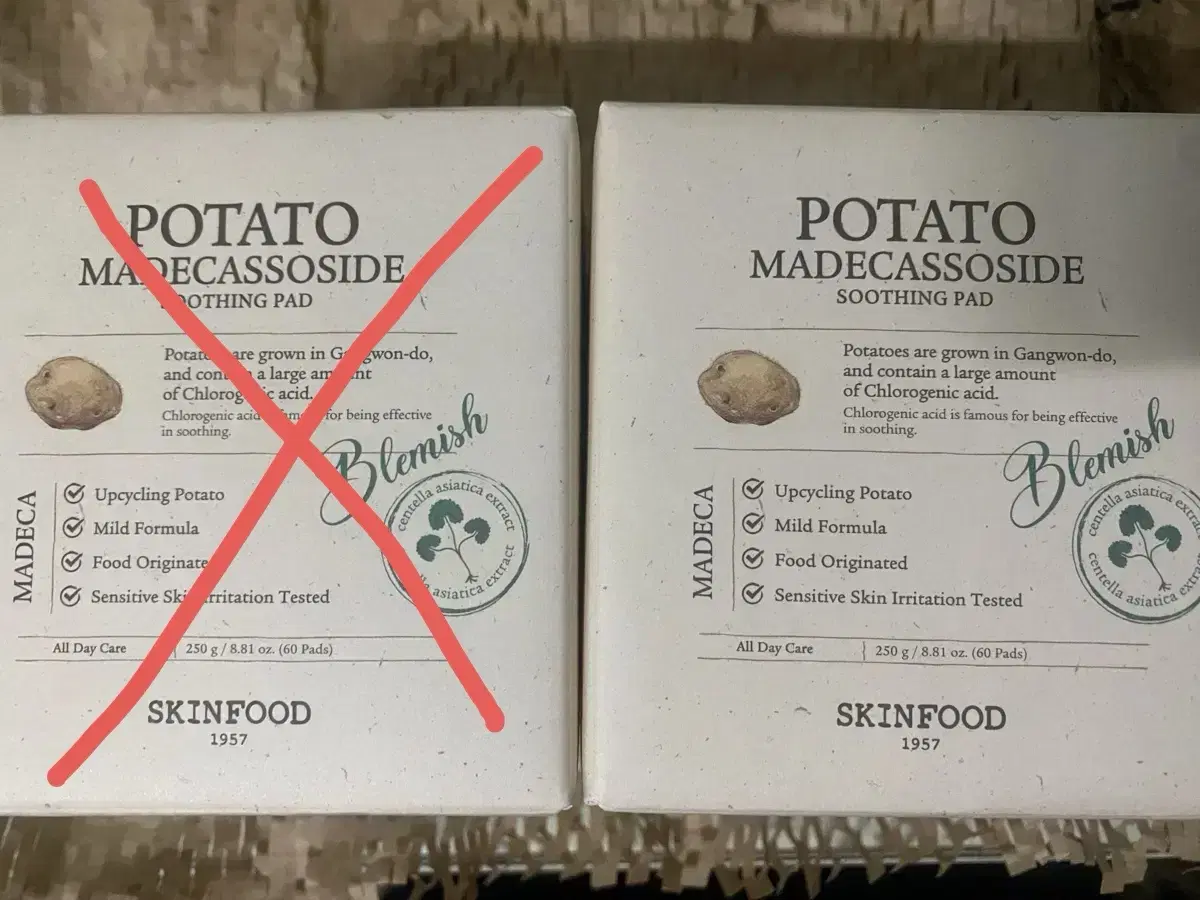 POTATO
MADECASSOSIDE
SOOTHING PAD
Potatoes are grown in Gangwon-do,
and contain a large amount
of Chlorogenic acid.
Chlorogenic acid is famous for being effective
in soothing.
Blemish
MADECA
Upcycling Potato
Mild Formula
Food Originated
Sensitive Skin Irritation Tested
centella asiatica extract
centella asiatica extract
All Day Care
250 g / 8.81 oz. (60 Pads)
SKINFOOD
1957
POTATO
MADECASSOSIDE
SOOTHING PAD
Potatoes are grown in Gangwon-do,
and contain a large amount
of Chlorogenic acid.
Chlorogenic acid is famous for being effective
in soothing.
Blemish
MADECA
Upcycling Potato
Mild Formula
Food Originated
Sensitive Skin Irritation Tested
centella asiatica extract
centella asiatica extract
All Day Care
250 g / 8.81 oz. (60 Pads)
SKINFOOD
1957